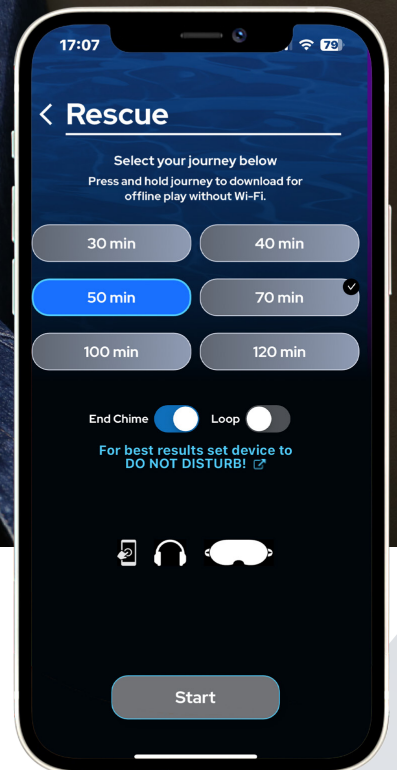 17:07
79
Rescue
Select your journey below
Press and hold journey to download for
offline play without Wi-Fi.
30 min
40 min
50 min
70 min
100 min
120 min
End Chime
Loop
For best results set device to
DO NOT DISTURB!
Start